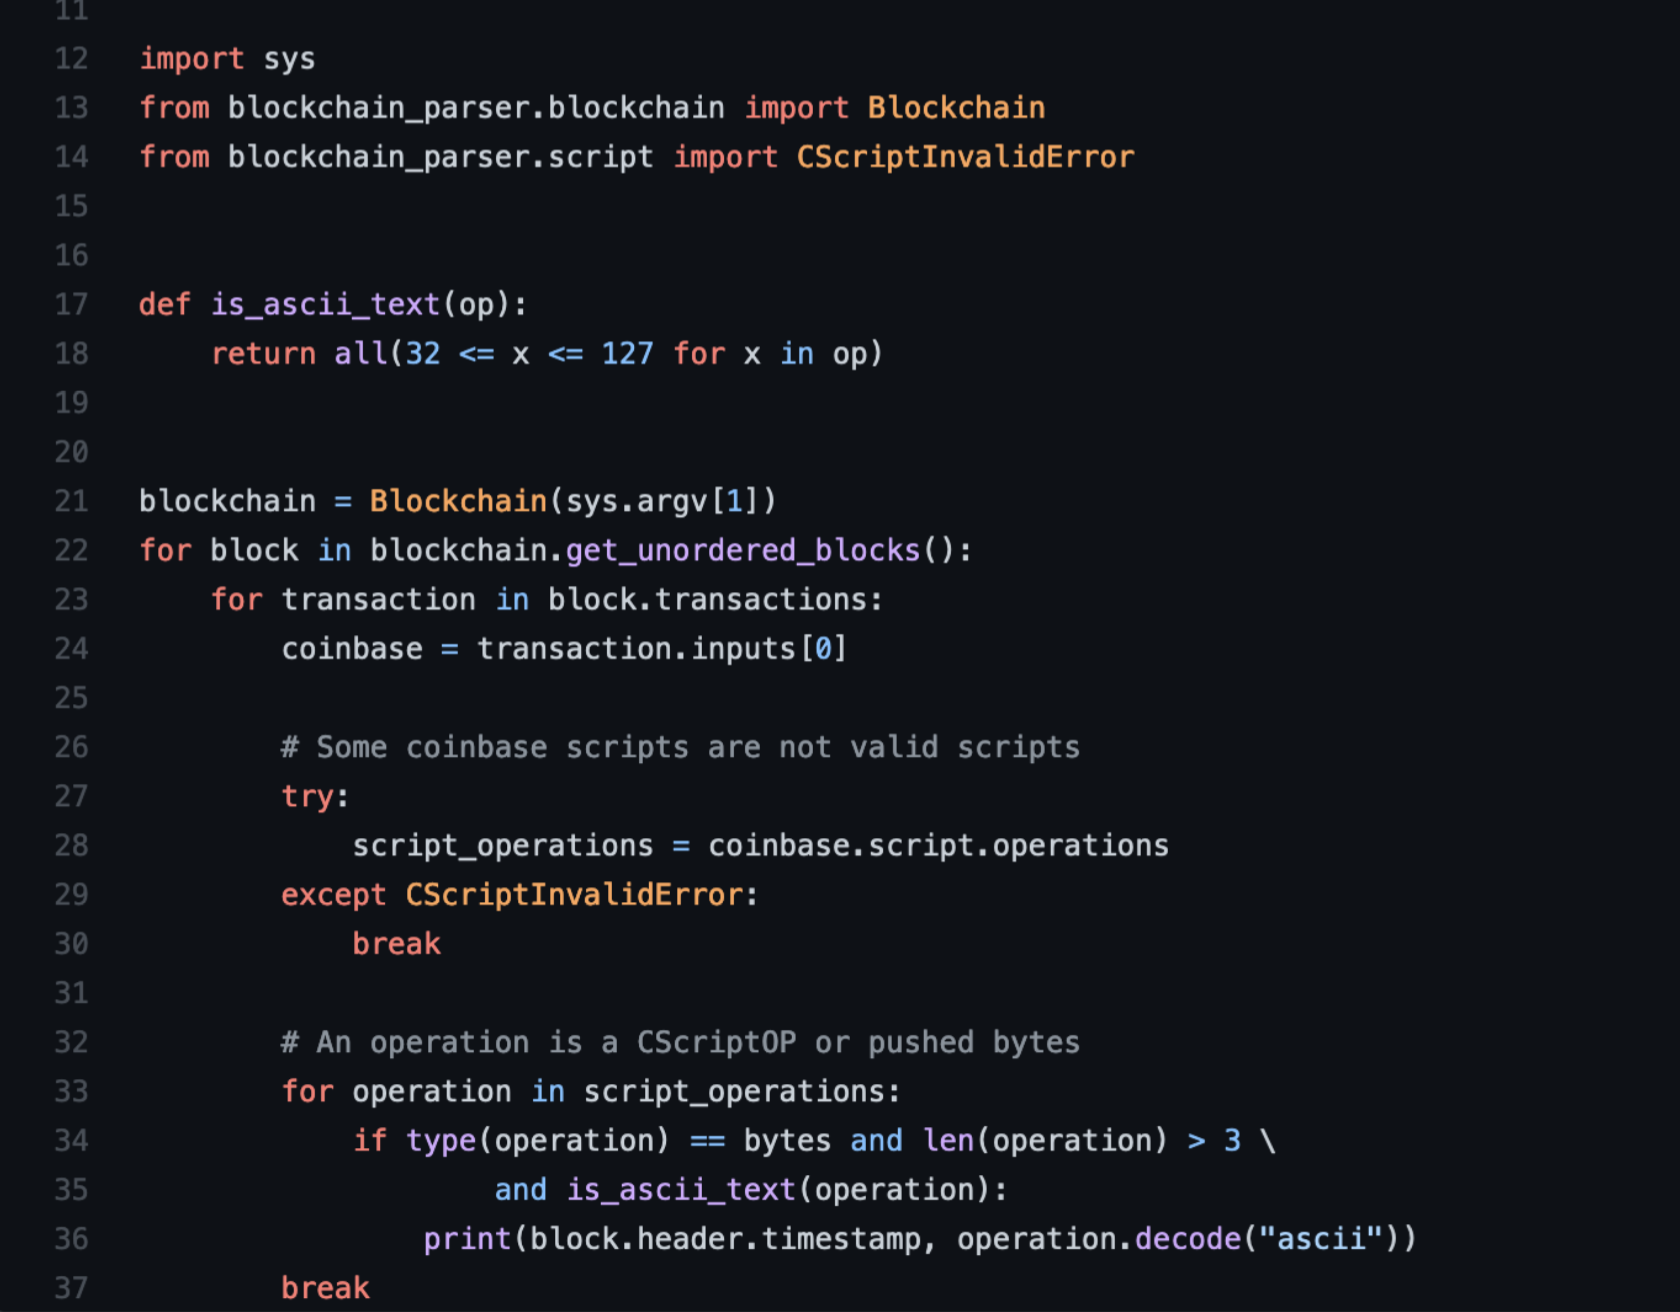 11
12 import sys
13 from blockchain_parser.blockchain import Blockchain
14 from blockchain_parser.script import CScriptInvalidError
15
16
17 def is_ascii_text(op):
18     return all(32 <= x <= 127 for x in op)
19
20
21 blockchain = Blockchain(sys.argv[1])
22 for block in blockchain.get_unordered_blocks():
23     for transaction in block.transactions:
24         coinbase = transaction.inputs[0]
25
26         # Some coinbase scripts are not valid scripts
27         try:
28             script_operations = coinbase.script.operations
29         except CScriptInvalidError:
30             break
31
32         # An operation is a CScriptOP or pushed bytes
33         for operation in script_operations:
34             if type(operation) == bytes and len(operation) > 3 \
35                     and is_ascii_text(operation):
36                 print(block.header.timestamp, operation.decode("ascii"))
37         break